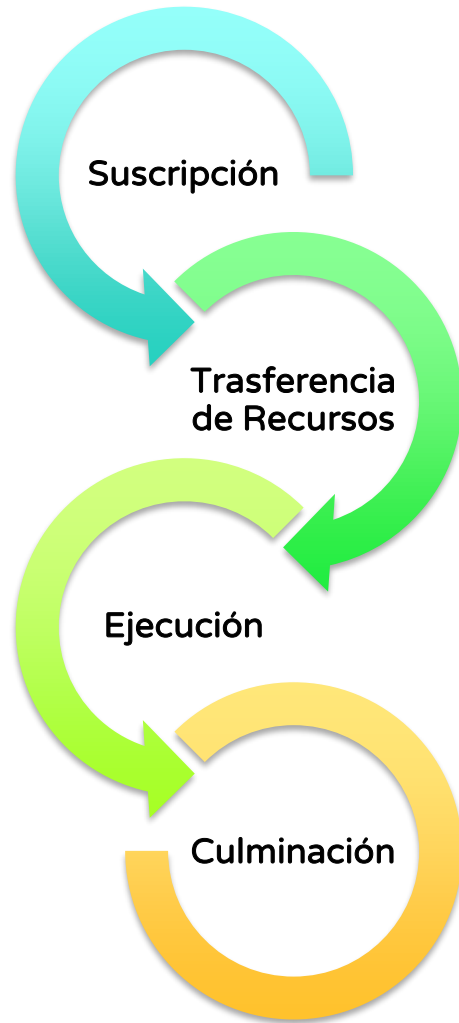 Suscripción
Trasferencia
de Recursos
Ejecución
Culminación